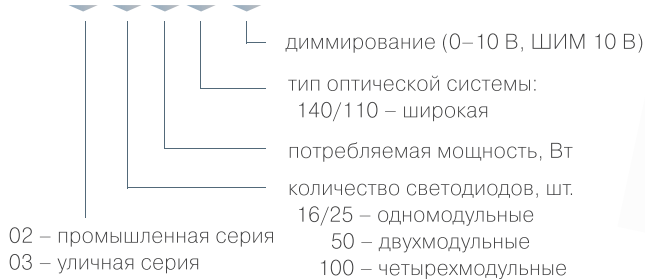 диммирование (0–10 В, ШИМ 10 В)
тип оптической системы:
140/110 – широкая
потребляемая мощность, Вт
количество светодиодов, шт.
16/25 – одномодульные
50 – двухмодульные
100 – четырехмодульные
02 – промышленная серия
03 – уличная серия